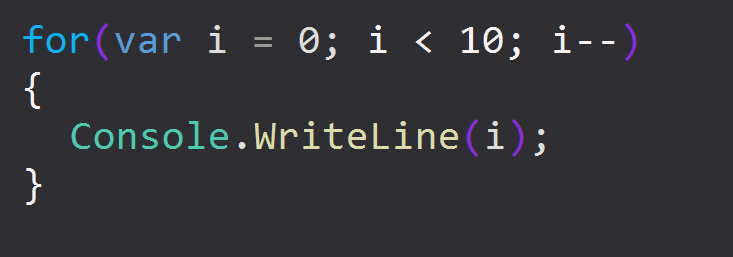 for(var i = 0; i < 10; i--)
{
  Console.WriteLine(i);
}